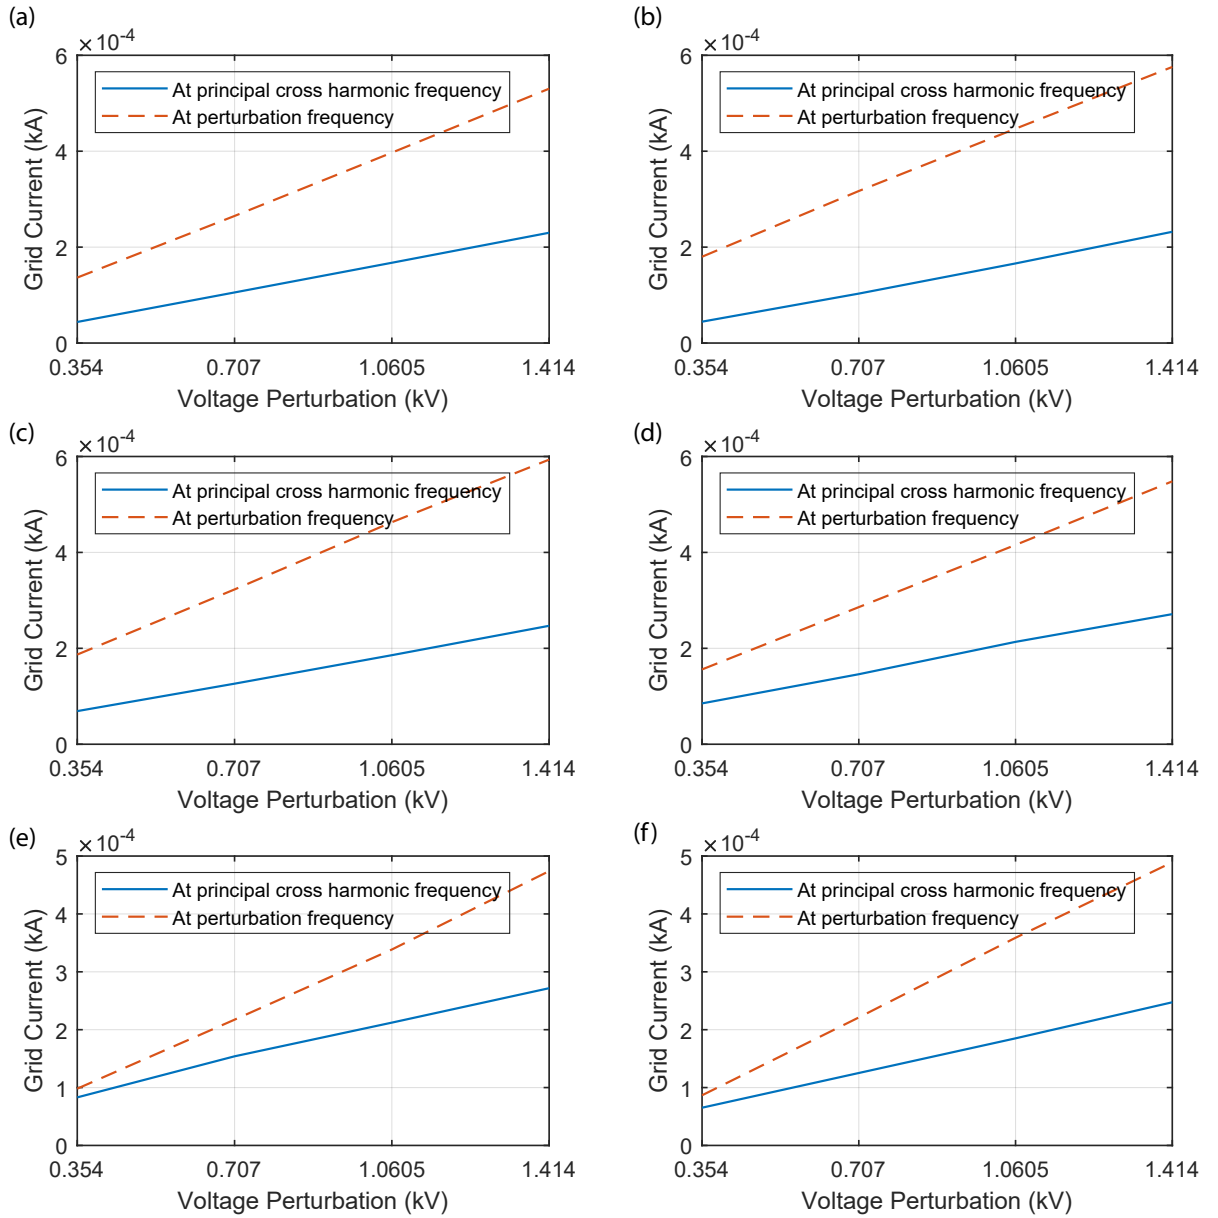 (a)
×10-4
6
4
2
0
Grid Current (kA)
At principal cross harmonic frequency
At perturbation frequency
0.354 0.707 1.0605 1.414
Voltage Perturbation (kV)
(b)
×10-4
6
4
2
0
Grid Current (kA)
At principal cross harmonic frequency
At perturbation frequency
0.354 0.707 1.0605 1.414
Voltage Perturbation (kV)
(c)
×10-4
6
4
2
0
Grid Current (kA)
At principal cross harmonic frequency
At perturbation frequency
0.354 0.707 1.0605 1.414
Voltage Perturbation (kV)
(d)
×10-4
6
4
2
0
Grid Current (kA)
At principal cross harmonic frequency
At perturbation frequency
0.354 0.707 1.0605 1.414
Voltage Perturbation (kV)
(e)
×10-4
5
4
3
2
1
0
Grid Current (kA)
At principal cross harmonic frequency
At perturbation frequency
0.354 0.707 1.0605 1.414
Voltage Perturbation (kV)
(f)
×10-4
5
4
3
2
1
0
Grid Current (kA)
At principal cross harmonic frequency
At perturbation frequency
0.354 0.707 1.0605 1.414
Voltage Perturbation (kV)